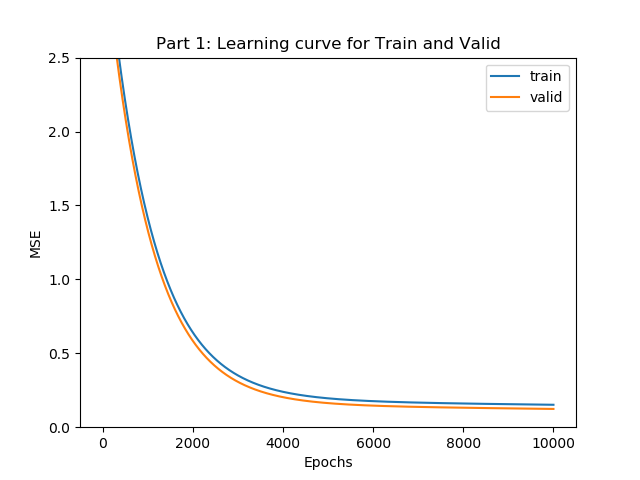 Part 1: Learning curve for Train and Valid
train
valid
MSE
2.5
2.0
1.5
1.0
0.5
0.0
0 2000 4000 6000 8000 10000
Epochs